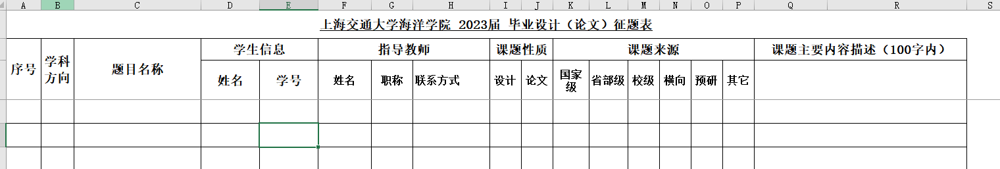 A B C D E F G H I J K L M N O P Q R S
上海交通大学海洋学院 2023届 毕业设计（论文）征题表
序号 学科方向 题目名称 学生信息 指导教师 课题性质 课题来源 课题主要内容描述（100字内）
姓名 学号 姓名 职称 联系方式 设计 论文 国家级 省部级 校级 横向 预研 其它